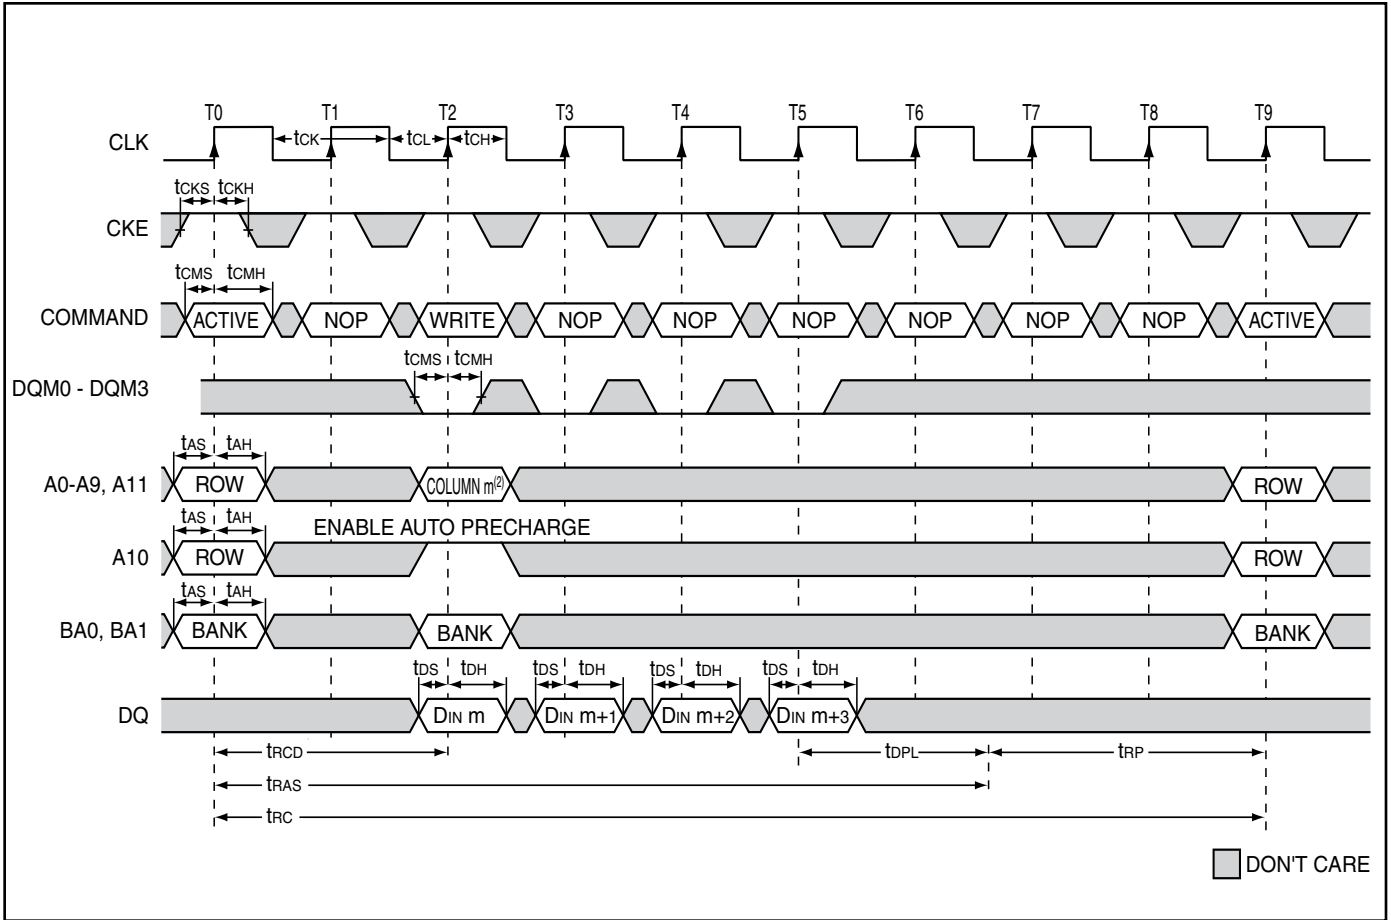 T0 T1 T2 T3 T4 T5 T6 T7 T8 T9
CLK tCK tCL tCH
tCKS tCKH
CKE
tCMS tCMH
COMMAND ACTIVE NOP WRITE NOP NOP NOP NOP NOP NOP ACTIVE
tCMS tCMH
DQM0 - DQM3
tAS tAH
A0-A9, A11 ROW COLUMN m(2) ROW
tAS tAH ENABLE AUTO PRECHARGE
A10 ROW ROW
tAS tAH
BA0, BA1 BANK BANK BANK
tDS tDH tDS tDH tDS tDH tDS tDH
DQ DIN m DIN m+1 DIN m+2 DIN m+3
tRCD tDPL tRP
tRAS
tRC
DON'T CARE